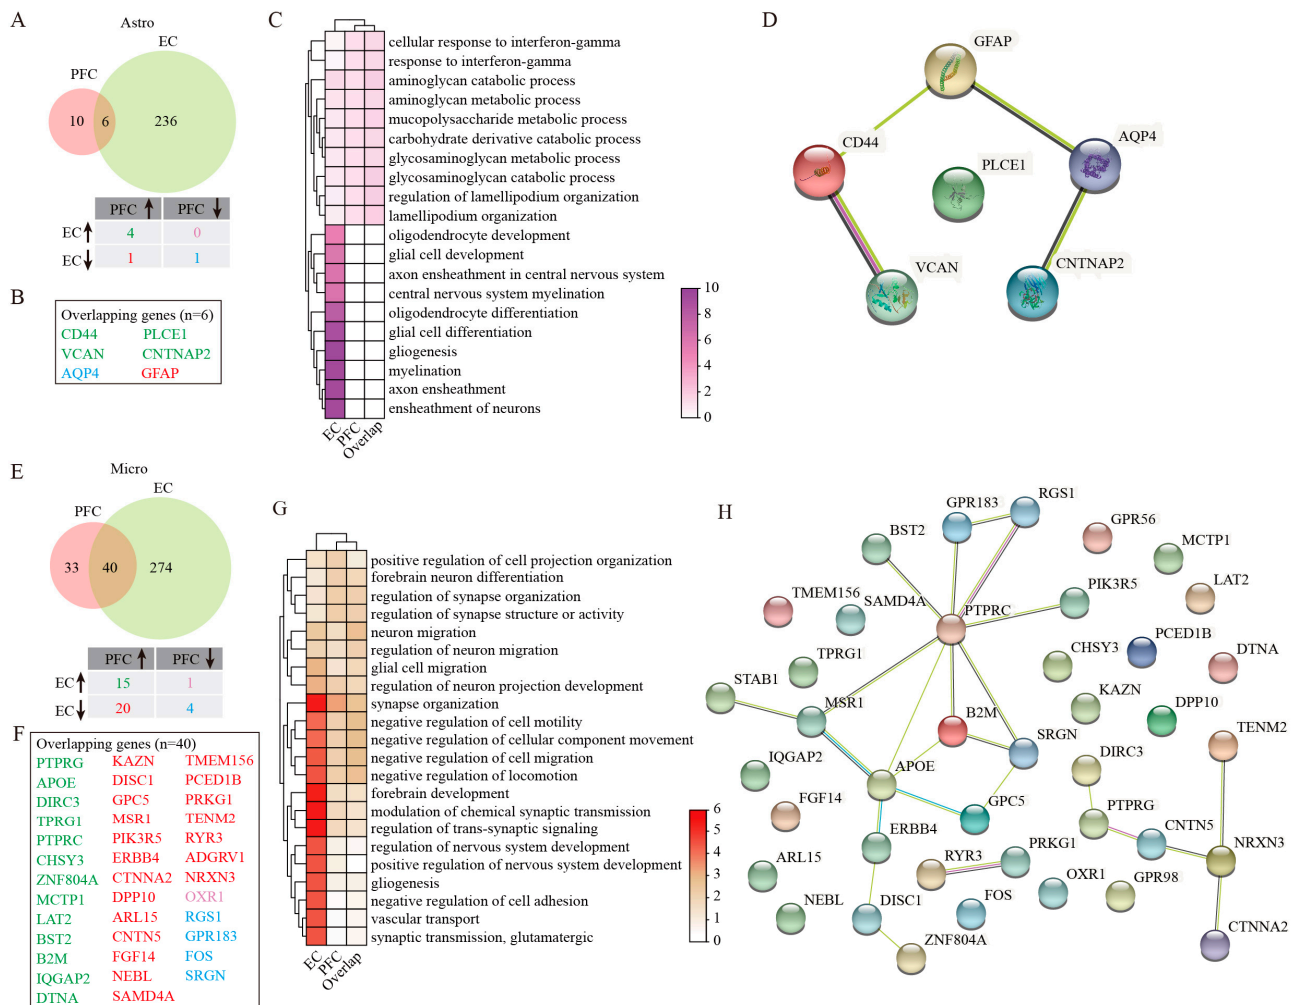 A
Astro
EC
PFC
10
6
236
PFC
PFC
EC
4
0
EC
1
1
B
Overlapping genes (n=6)
CD44 PLCE1
VCAN CNTNAP2
AQP4 GFAP
C
cellular response to interferon-gamma
response to interferon-gamma
aminoglycan catabolic process
aminoglycan metabolic process
mucopolysaccharide metabolic process
carbohydrate derivative catabolic process
glycosaminoglycan metabolic process
glycosaminoglycan catabolic process
regulation of lamellipodium organization
lamellipodium organization
oligodendrocyte development
glial cell development
axon ensheathment in central nervous system
central nervous system myelination
oligodendrocyte differentiation
glial cell differentiation
gliogenesis
myelination
axon ensheathment
ensheathment of neurons
EC
PFC
Overlap
10
8
6
4
2
0
D
GFAP
CD44
AQP4
PLCE1
VCAN
CNTNAP2
E
Micro
EC
PFC
33
40
274
PFC
PFC
EC
15
1
EC
20
4
F
Overlapping genes (n=40)
PTPRG KAZN TMEM156
APOE DISC1 PCED1B
DIRC3 GPC5 PRKG1
TPRG1 MSR1 TENM2
PTPRC PIK3R5 RYR3
CHSY3 ERBB4 ADGRV1
ZNF804A CTNNA2 NRXN3
MCTP1 DPP10 OXR1
LAT2 ARL15 RGS1
BST2 CNTN5 GPR183
B2M FGF14 FOS
IQGAP2 NEBL SRGN
DTNA SAMD4A
G
positive regulation of cell projection organization
forebrain neuron differentiation
regulation of synapse organization
regulation of synapse structure or activity
neuron migration
regulation of neuron migration
glial cell migration
regulation of neuron projection development
synapse organization
negative regulation of cell motility
negative regulation of cellular component movement
negative regulation of cell migration
negative regulation of locomotion
forebrain development
modulation of chemical synaptic transmission
regulation of trans-synaptic signaling
regulation of nervous system development
positive regulation of nervous system development
gliogenesis
negative regulation of cell adhesion
vascular transport
synaptic transmission, glutamatergic
EC
PFC
Overlap
6
5
4
3
2
1
0
H
GPR183
RGS1
BST2
GPR56
MCTP1
TMEM156
SAMD4A
PTPRC
PIK3R5
LAT2
TPRG1
CHSY3
PCED1B
DTNA
STAB1
MSR1
B2M
KAZN
DPP10
SRGN
TENM2
IQGAP2
APOE
DIRC3
FGF14
GPC5
PTPRG
ERBB4
CNTN5
NRXN3
ARL15
RYR3
PRKG1
OXR1
GPR98
NEBL
DISC1
FOS
CTNNA2
ZNF804A